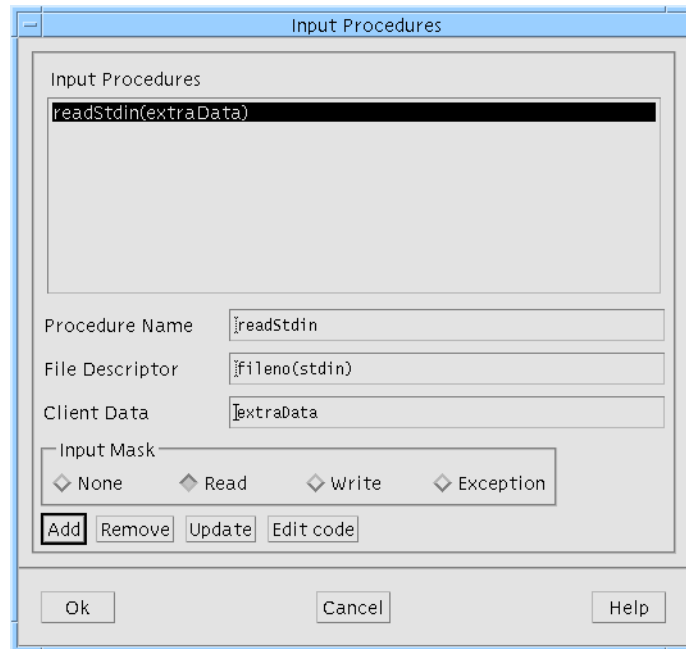 Input Procedures
Input Procedures
readStdin(extraData)
Procedure Name readStdin
File Descriptor fileno(stdin)
Client Data extraData
Input Mask
None Read Write Exception
Add Remove Update Edit code
Ok Cancel Help